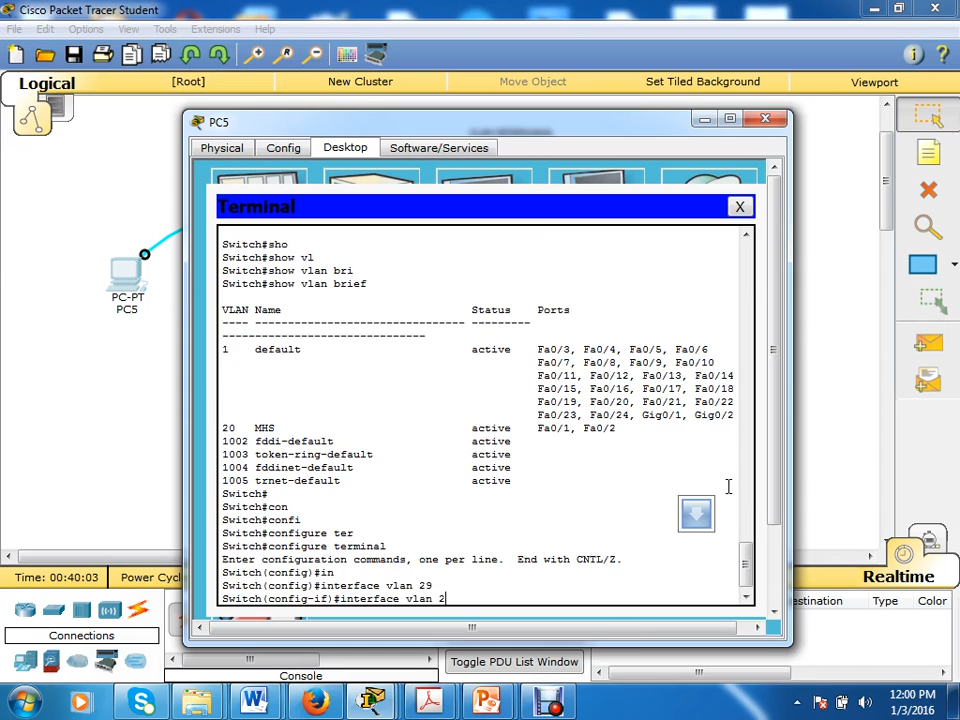 Cisco Packet Tracer Student
File Edit Options View Tools Extensions Help
Logical [Root] New Cluster Move Object Set Tiled Background Viewport
PC5
Physical Config Desktop Software/Services
Terminal X
Switch#sho
Switch#show vl
Switch#show vlan bri
Switch#show vlan brief
VLAN Name Status Ports
---- -------------------------------- ---------
-------------------------------
1 default active Fa0/3, Fa0/4, Fa0/5, Fa0/6
Fa0/7, Fa0/8, Fa0/9, Fa0/10
Fa0/11, Fa0/12, Fa0/13, Fa0/14
Fa0/15, Fa0/16, Fa0/17, Fa0/18
Fa0/19, Fa0/20, Fa0/21, Fa0/22
Fa0/23, Fa0/24, Gig0/1, Gig0/2
20 MHS active Fa0/1, Fa0/2
1002 fddi-default active
1003 token-ring-default active
1004 fddinet-default active
1005 trnet-default active
Switch#
Switch#con
Switch#confi
Switch#configure ter
Switch#configure terminal
Enter configuration commands, one per line. End with CNTL/Z.
Switch(config)#in
Switch(config)#interface vlan 29
Switch(config-if)#interface vlan 2
PC-PT
PC5
Time: 00:40:03 Power Cyc
Realtime
Connections
Console
Toggle PDU List Window
estination Type Color
12:00 PM
1/3/2016